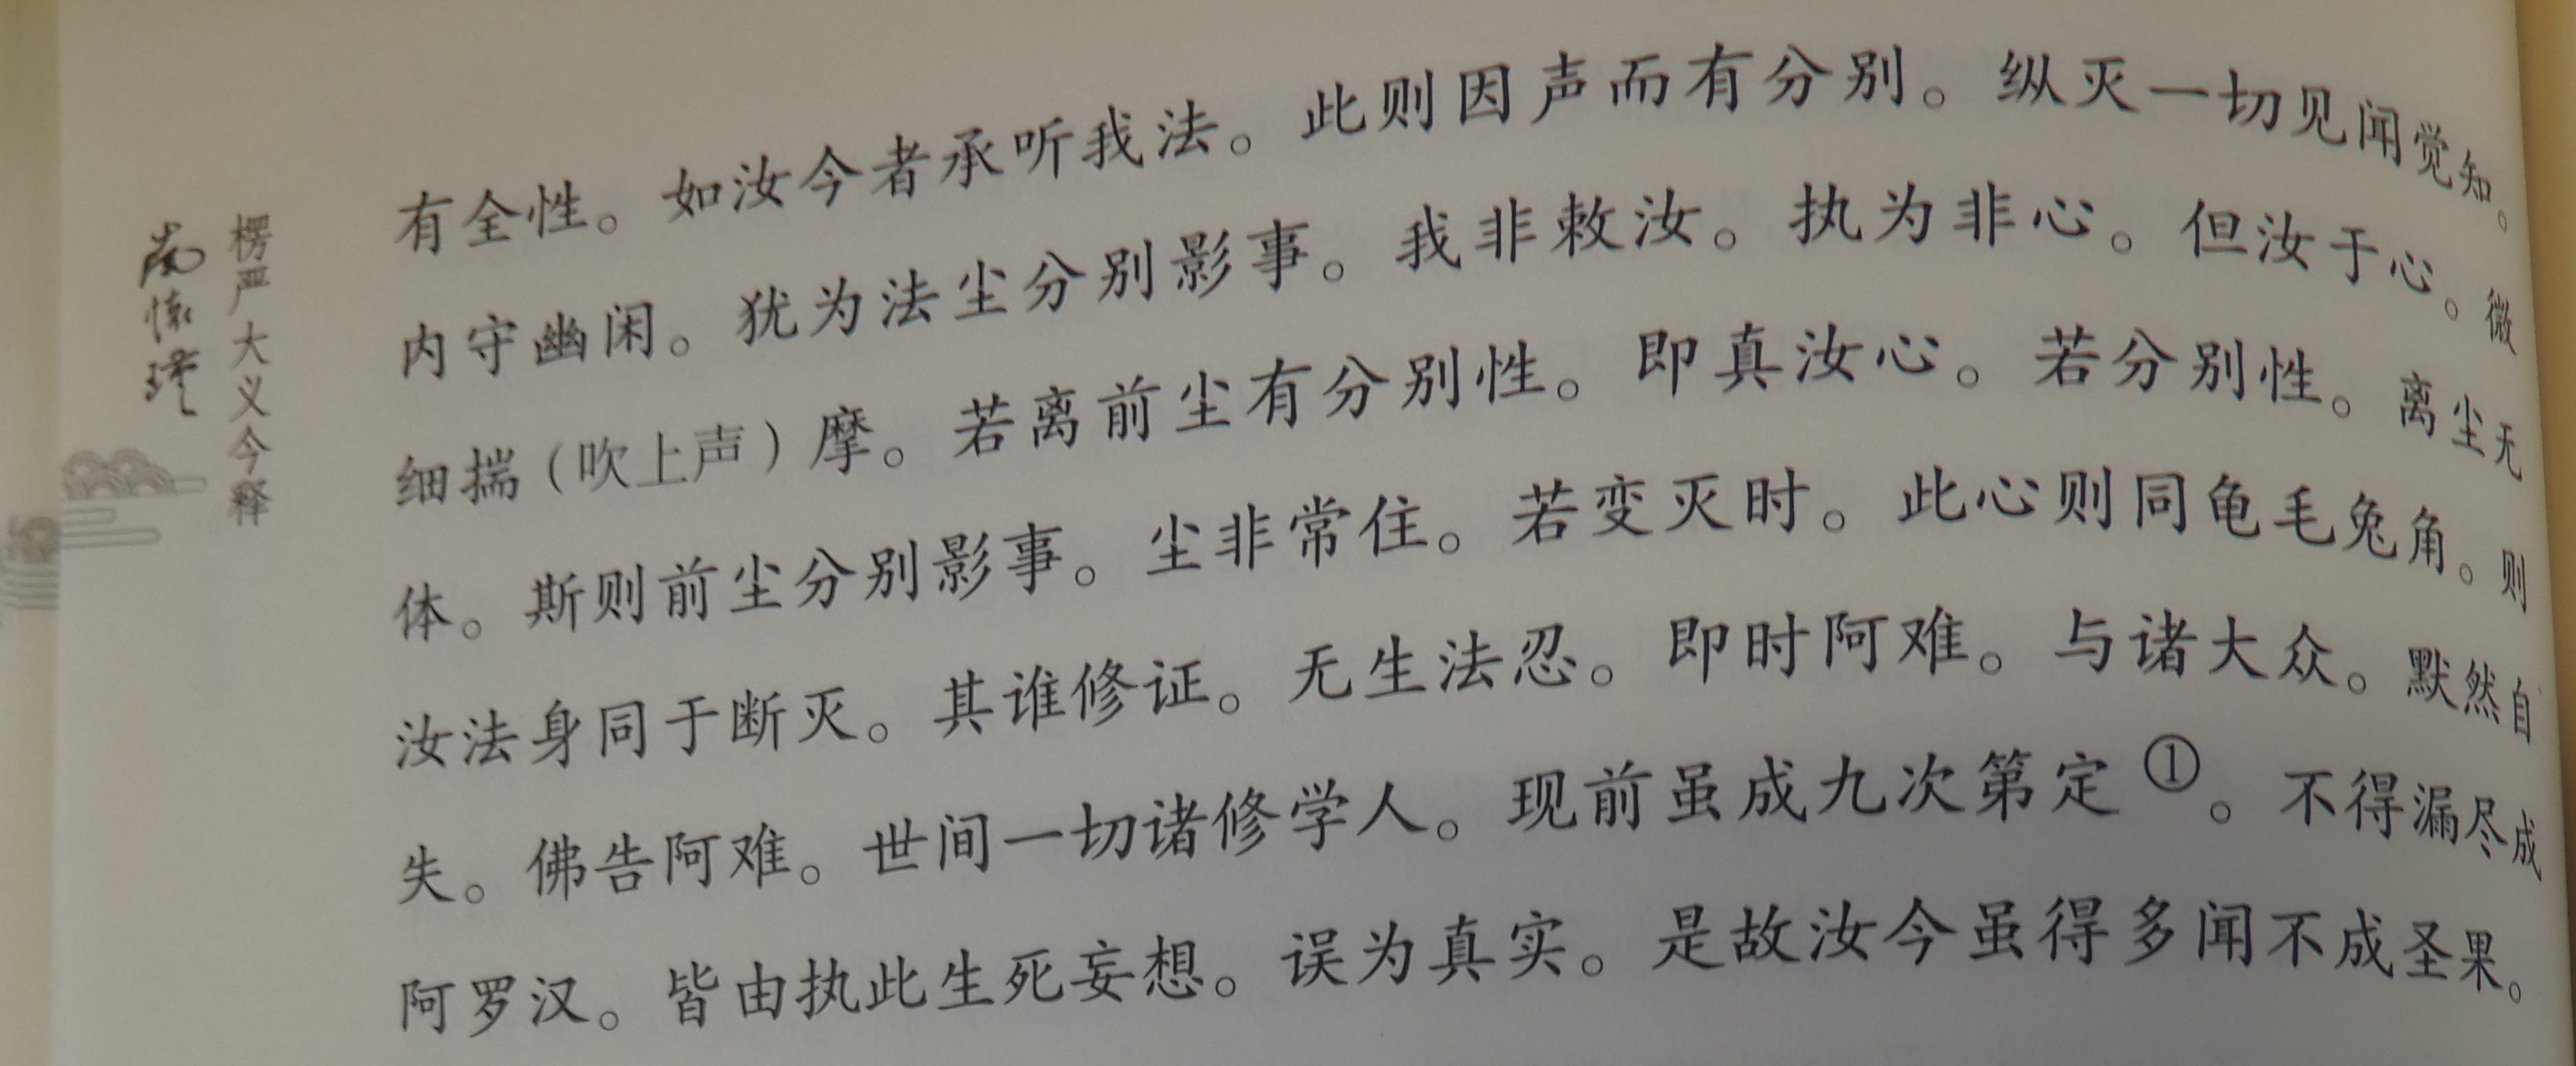 楞严大义今释
南怀瑾
有全性。如汝今者承听我法。此则因声而有分别。纵灭一切见闻觉知。
内守幽闲。犹为法尘分别影事。我非敕汝。执为非心。但汝于心。微
细揣（吹上声）摩。若离前尘有分别性。即真汝心。若分别性。离尘无
体。斯则前尘分别影事。尘非常住。若变灭时。此心则同龟毛兔角。则
汝法身同于断灭。其谁修证。无生法忍。即时阿难。与诸大众。默然自
失。佛告阿难。世间一切诸修学人。现前虽成九次第定①。不得漏尽成
阿罗汉。皆由执此生死妄想。误为真实。是故汝今虽得多闻不成圣果。